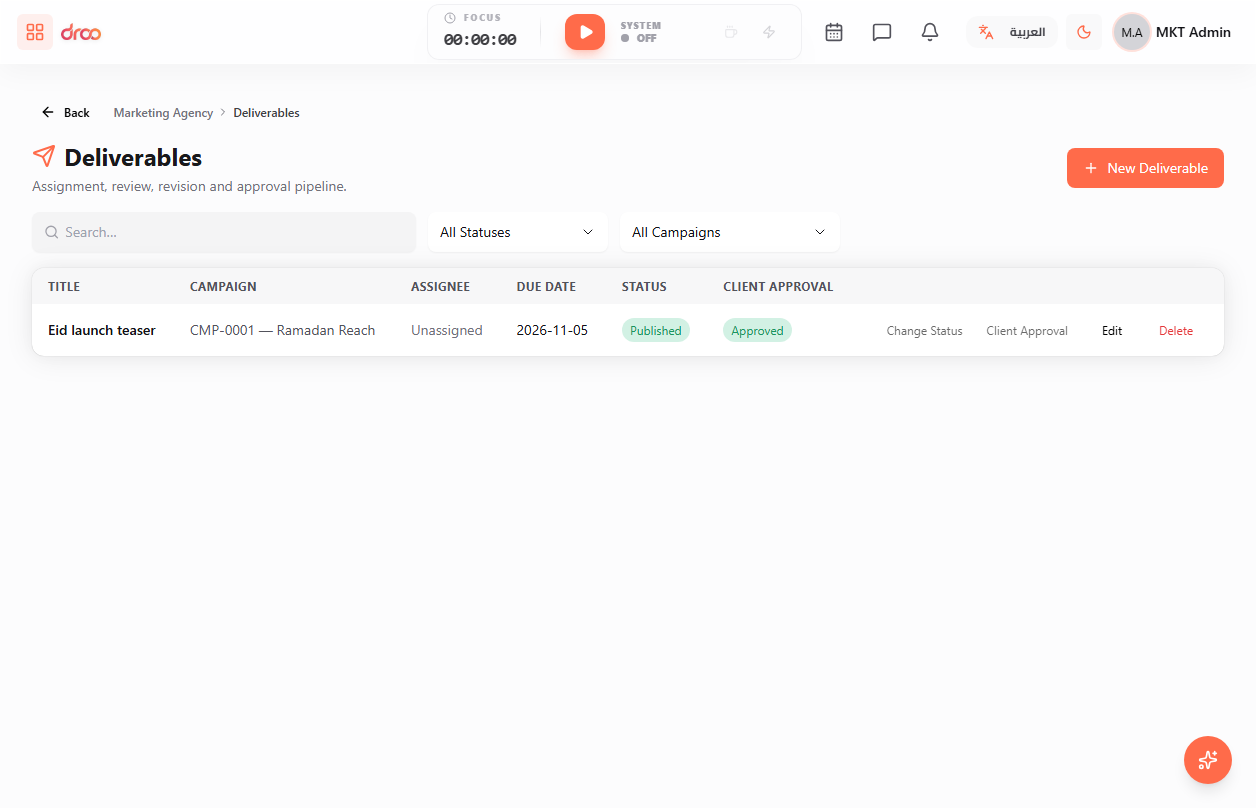 droo
FOCUS
00:00:00
SYSTEM
OFF
العربية
M.A
MKT Admin
Back
Marketing Agency > Deliverables
Deliverables
Assignment, review, revision and approval pipeline.
+ New Deliverable
Search...
All Statuses
All Campaigns
TITLE CAMPAIGN ASSIGNEE DUE DATE STATUS CLIENT APPROVAL
Eid launch teaser CMP-0001 — Ramadan Reach Unassigned 2026-11-05 Published Approved Change Status Client Approval Edit Delete